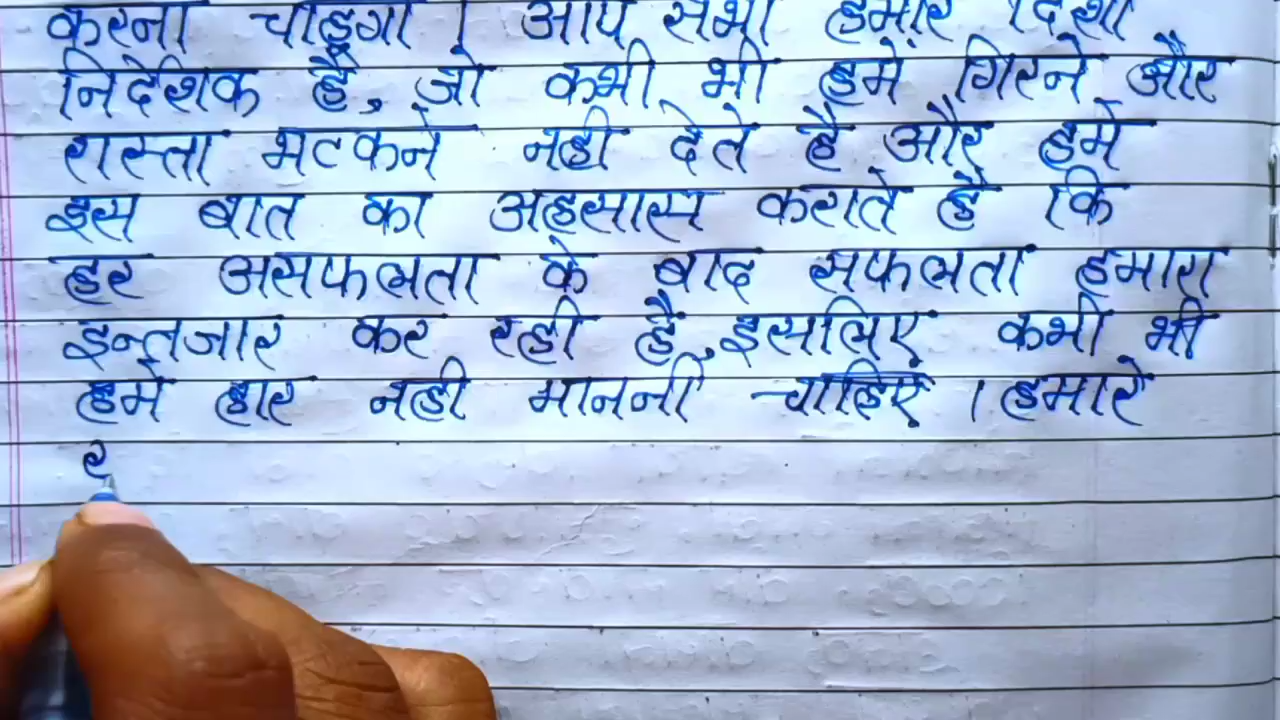 करना चाहूगा । आप सभी हमारे दिशा
निर्देशक है, जो कभी भी हमें गिरने और
रास्ता भटकने नही देते है और हमे
इस बात का अहसास कराते है कि
हर असफलता के बाद सफलता हमारा
इन्तजार कर रही है, इसलिए कभी भी
हमे हार नही माननी चाहिए । हमारे